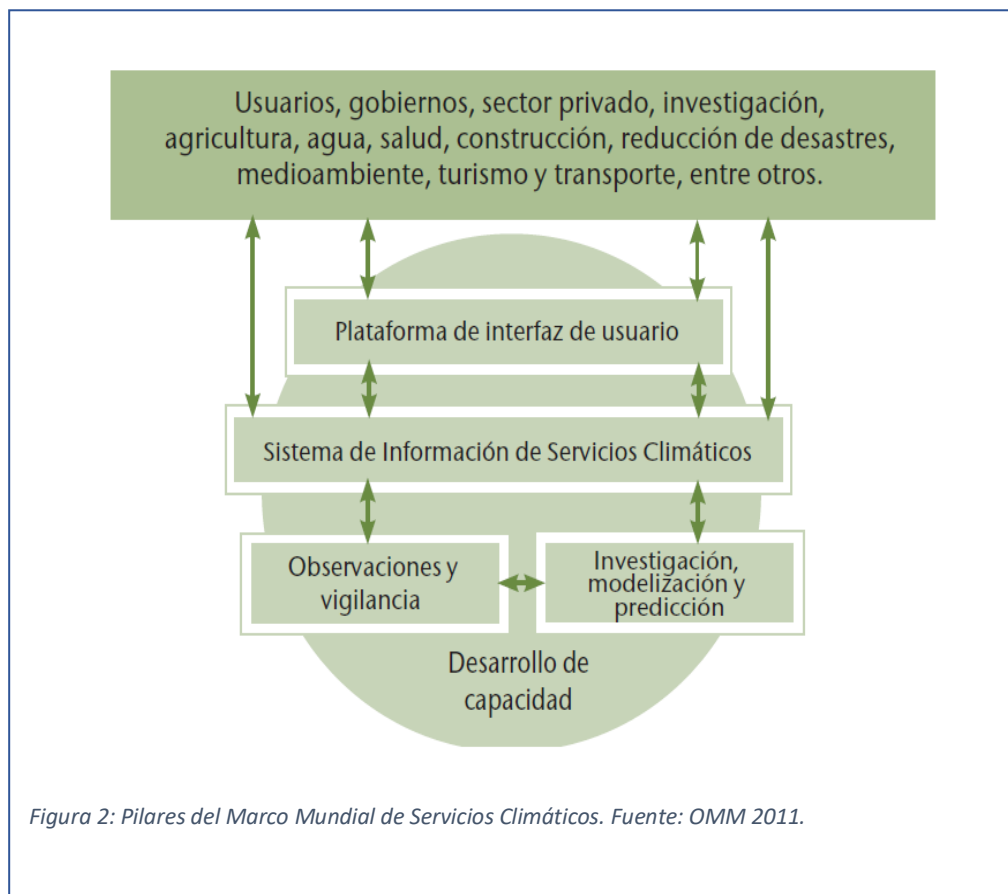 Usuarios, gobiernos, sector privado, investigación,
agricultura, agua, salud, construcción, reducción de desastres,
medioambiente, turismo y transporte, entre otros.
Plataforma de interfaz de usuario
Sistema de Información de Servicios Climáticos
Observaciones y
vigilancia
Investigación,
modelización y
predicción
Desarrollo de
capacidad
Figura 2: Pilares del Marco Mundial de Servicios Climáticos. Fuente: OMM 2011.